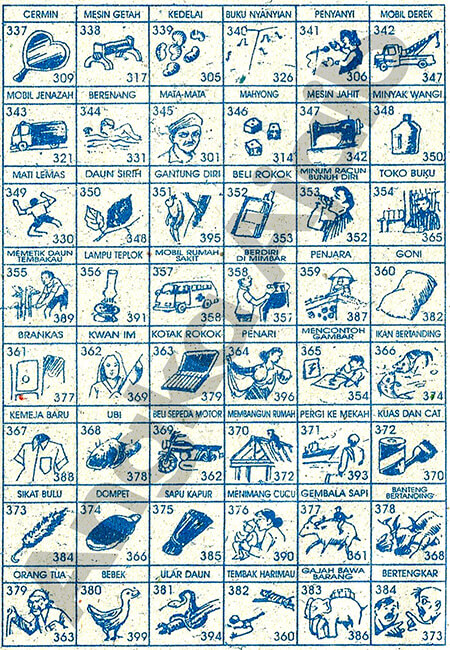 CERMIN MESIN GETAH KEDELAI BUKU NYANYIAN PENYANYI MOBIL DEREK
337 338 339 340 341 342
309 317 305 326 306 347
MOBIL JENAZAH BERENANG MATA-MATA MAHYONG MESIN JAHIT MINYAK WANGI
343 344 345 346 347 348
321 331 301 314 342 350
MATI LEMAS DAUN SIRIH GANTUNG DIRI BELI ROKOK MINUM RACUN BUNUH DIRI TOKO BUKU
349 350 351 352 353 354
330 348 395 353 352 365
MEMETIK DAUN TEMBAKAU LAMPU TEPLOK MOBIL RUMAH SAKIT BERDIRI DI MIMBAR PENJARA GONI
355 356 357 358 359 360
389 391 358 357 387 382
BRANKAS KWAN IM KOTAK ROKOK PENARI MENCONTOH GAMBAR IKAN BERTANDING
361 362 363 364 365 366
377 369 379 396 354 374
KEMEJA BARU UBI BELI SEPEDA MOTOR MEMBANGUN RUMAH PERGI KE MEKAH KUAS DAN CAT
367 368 369 370 371 372
388 378 362 372 393 370
SIKAT BULU DOMPET SAPU KAPUR MENIMANG CUCU GEMBALA SAPI BANTENG BERTANDING
373 374 375 376 377 378
384 366 385 390 361 368
ORANG TUA BEBEK ULAR DAUN TEMBAK HARIMAU GAJAH BAWA BARANG BERTENGKAR
379 380 381 382 383 384
363 399 394 360 386 373